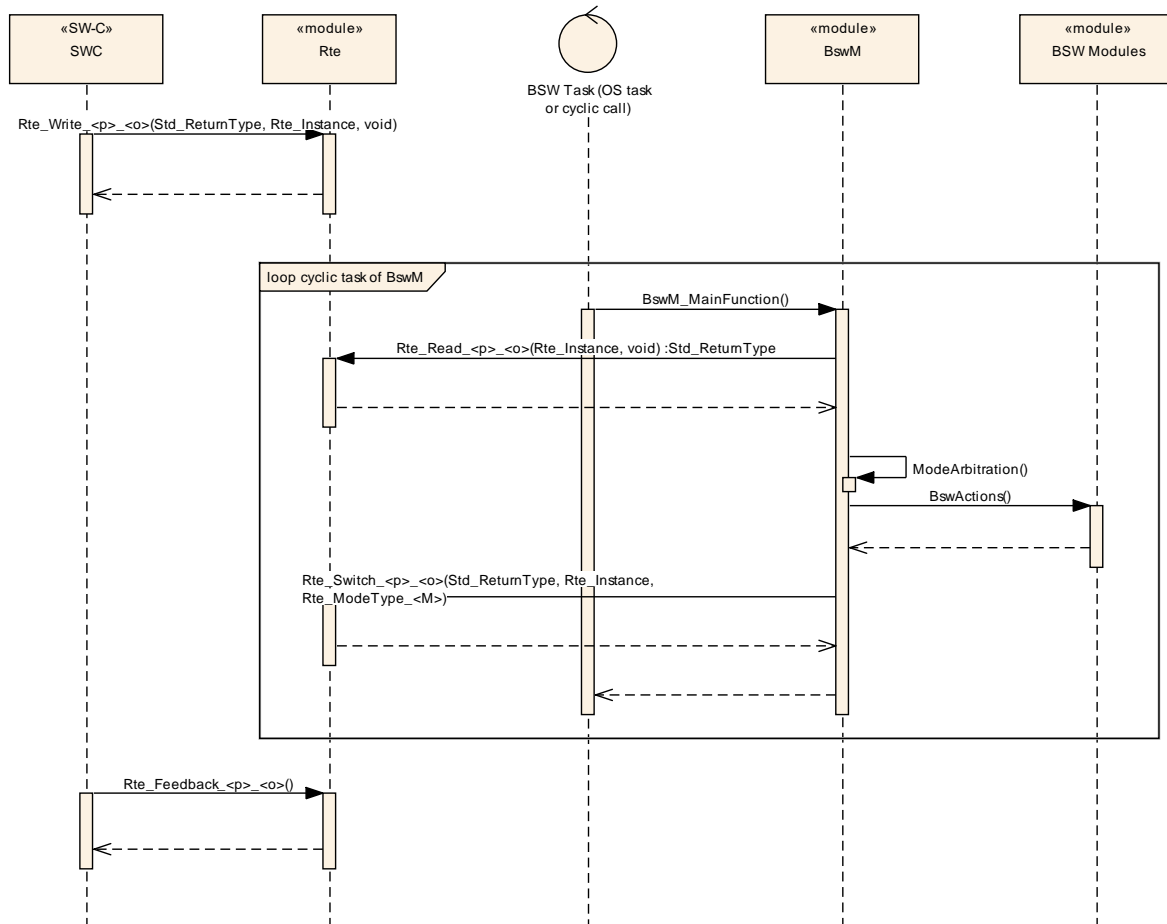 «SW-C»
SWC
«module»
Rte
BSW Task (OS task
or cyclic call)
«module»
BswM
«module»
BSW Modules
Rte_Write_<p>_<o>(Std_ReturnType, Rte_Instance, void)
loop cyclic task of BswM
BswM_MainFunction()
Rte_Read_<p>_<o>(Rte_Instance, void) :Std_ReturnType
ModeArbitration()
BswActions()
Rte_Switch_<p>_<o>(Std_ReturnType, Rte_Instance,
Rte_ModeType_<M>)
Rte_Feedback_<p>_<o>()